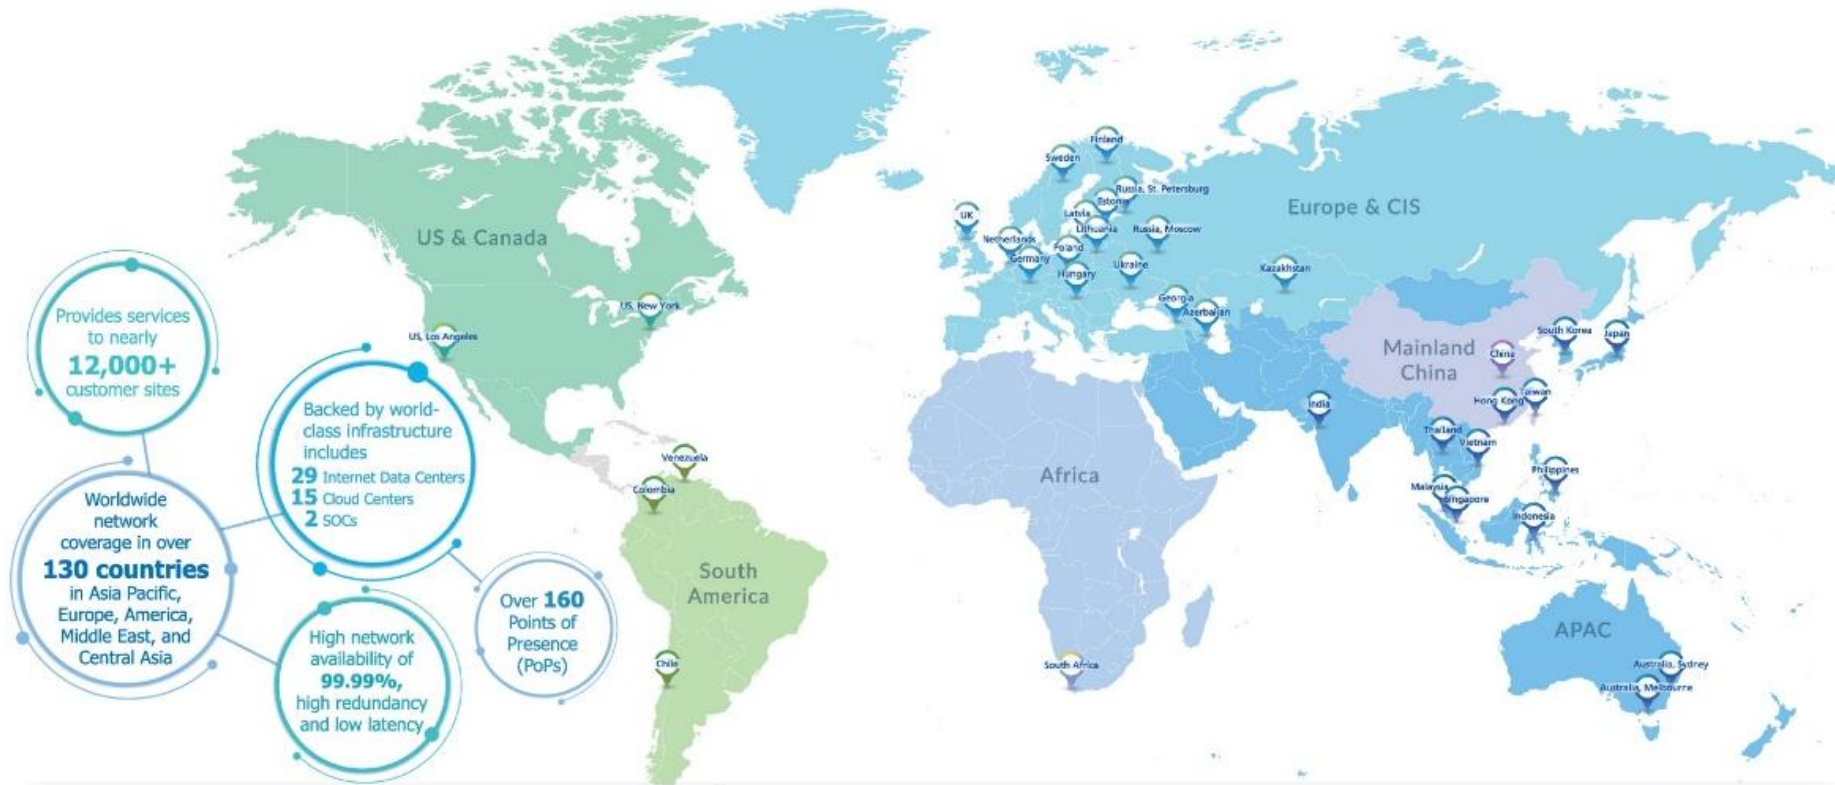 Provides services
to nearly
12,000+
customer sites
Backed by world-
class infrastructure
includes
29 Internet Data Centers
15 Cloud Centers
2 SOCs
Worldwide
network
coverage in over
130 countries
in Asia Pacific,
Europe, America,
Middle East, and
Central Asia
High network
availability of
99.99%,
high redundancy
and low latency
Over 160
Points of
Presence
(PoPs)
US & Canada
US, New York
US, Los Angeles
Venezuela
Colombia
South
America
Chile
Europe & CIS
Finland
Sweden
Russia, St. Petersburg
Estonia
UK
Latvia
Lithuania
Russia, Moscow
Netherlands
Poland
Germany
Hungary
Ukraine
Kazakhstan
Georgia
Azerbaijan
Africa
South Africa
Mainland
China
China
South Korea
Japan
Hong Kong
Taiwan
India
Thailand
Vietnam
Philippines
Malaysia
Singapore
Indonesia
APAC
Australia, Sydney
Australia, Melbourne